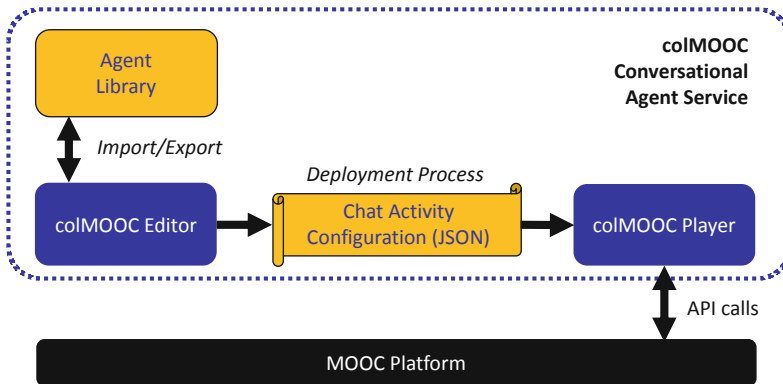 colMOOC
Conversational
Agent Service
Agent
Library
Import/Export
Deployment Process
colMOOC Editor
Chat Activity
Configuration (JSON)
colMOOC Player
API calls
MOOC Platform